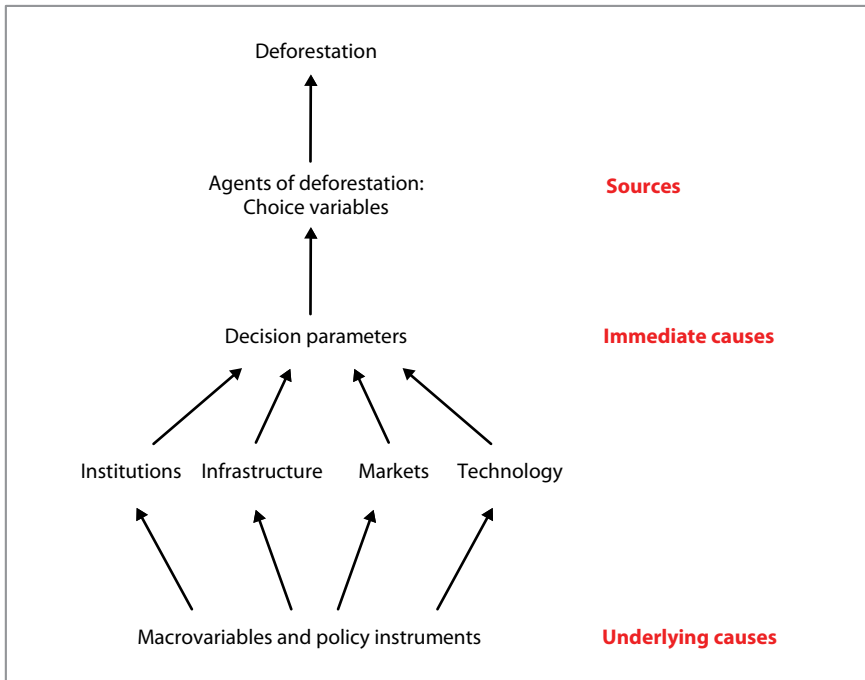 Deforestation
Agents of deforestation:
Choice variables
Sources
Decision parameters
Immediate causes
Institutions
Infrastructure
Markets
Technology
Macrovariables and policy instruments
Underlying causes